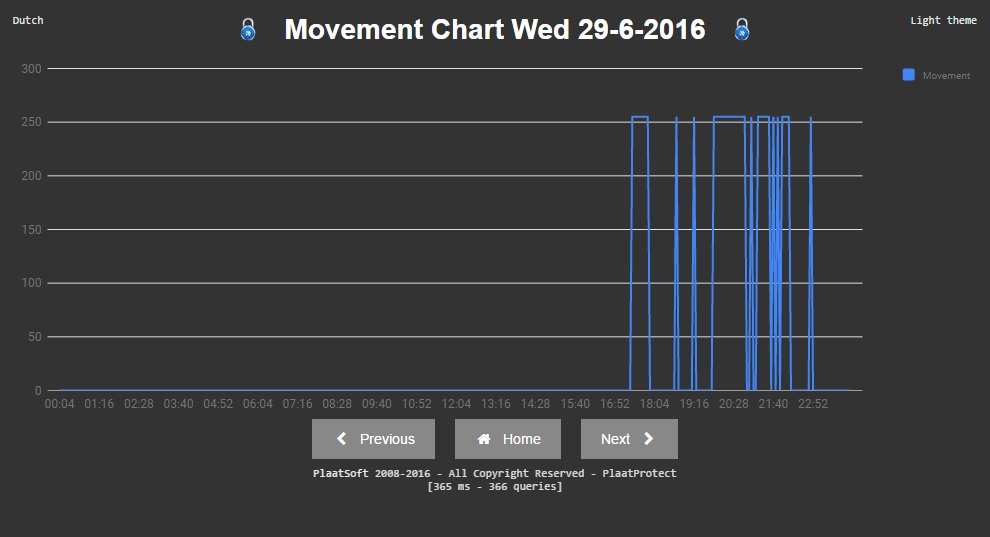 Dutch
Movement Chart Wed 29-6-2016
Light theme
Movement
300
250
200
150
100
50
0
00:04 01:16 02:28 03:40 04:52 06:04 07:16 08:28 09:40 10:52 12:04 13:16 14:28 15:40 16:52 18:04 19:16 20:28 21:40 22:52
Previous Home Next
PlaatSoft 2008-2016 - All Copyright Reserved - PlaatProtect
[365 ms - 366 queries]